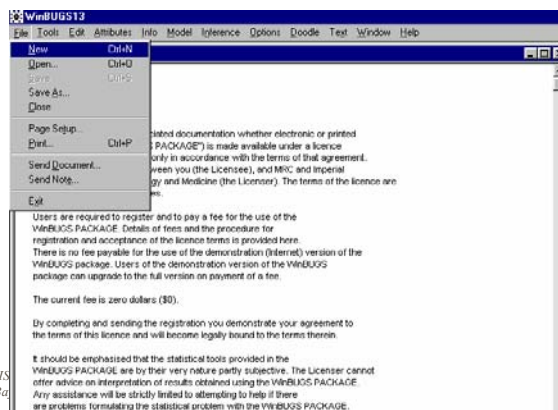 WinBUGS13
File Tools Edit Attributes Info Model Inference Options Doodle Text Window Help
New Ctrl+N
Open... Ctrl+O
Save Ctrl+S
Save As...
Close
Page Setup...
Print... Ctrl+P
Send Document...
Send Note...
Exit
ciated documentation whether electronic or printed
PACKAGE") is made available under a licence
only in accordance with the terms of that agreement.
ween you (the Licensee), and MRC and Imperial
gy and Medicine (the Licenser). The terms of the licence are
es.
Users are required to register and to pay a fee for the use of the
WinBUGS PACKAGE. Details of fees and the procedure for
registration and acceptance of the licence terms is provided here.
There is no fee payable for the use of the demonstration (Internet) version of the
WinBUGS package. Users of the demonstration version of the WinBUGS
package can upgrade to the full version on payment of a fee.
The current fee is zero dollars ($0).
By completing and sending the registration you demonstrate your agreement to
the terms of this licence and will become legally bound to the terms therein.
It should be emphasised that the statistical tools provided in the
WinBUGS PACKAGE are by their very nature partly subjective. The Licenser cannot
offer advice on interpretation of results obtained using the WinBUGS PACKAGE.
Any assistance will be strictly limited to attempting to help if there
are problems formulating the statistical problem with the WinBUGS PACKAGE.